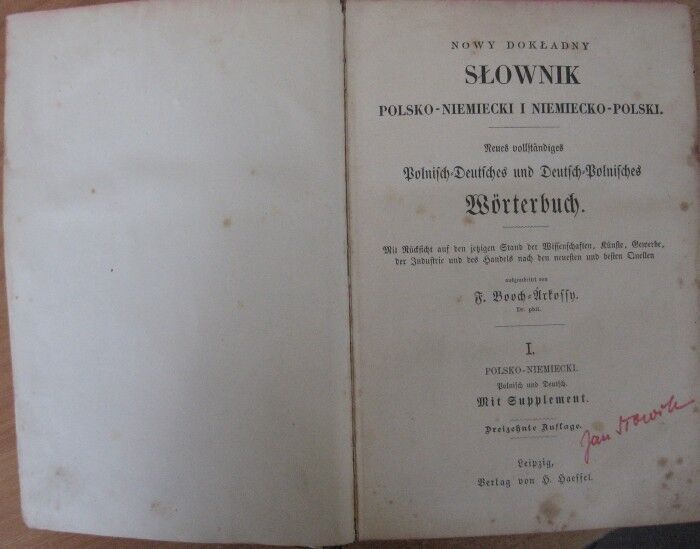 NOWY DOKŁADNY
SŁOWNIK
POLSKO-NIEMIECKI I NIEMIECKO-POLSKI.
Neues vollständiges
Polnisch-Deutsches und Deutsch-Polnisches
Wörterbuch.
Mit Rücksicht auf den jetzigen Stand der Wissenschaften, Künste, Gewerbe,
der Industrie und des Handels nach den neuesten und besten Quellen
ausgearbeitet von
F. Booch-Árkossy.
Dr. phil.
I.
POLSKO-NIEMIECKI.
Polnisch und Deutsch.
Mit Supplement.
Dreizehnte Auflage.
Jan
Leipzig,
Verlag von H. Haessel.